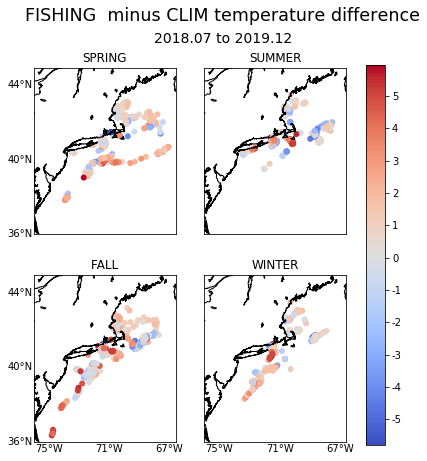 FISHING  minus CLIM temperature difference
2018.07 to 2019.12
SPRING
SUMMER
44°N
40°N
36°N
FALL
WINTER
44°N
40°N
36°N
75°W
71°W
67°W
75°W
71°W
67°W
5
4
3
2
1
0
-1
-2
-3
-4
-5